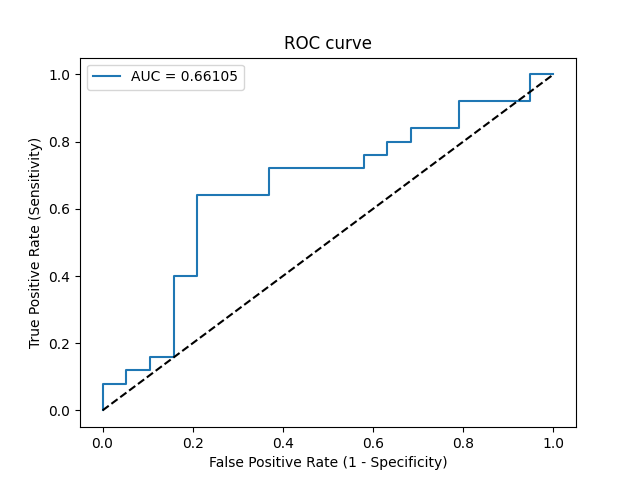 ROC curve
AUC = 0.66105
True Positive Rate (Sensitivity)
1.0
0.8
0.6
0.4
0.2
0.0
0.0 0.2 0.4 0.6 0.8 1.0
False Positive Rate (1 - Specificity)